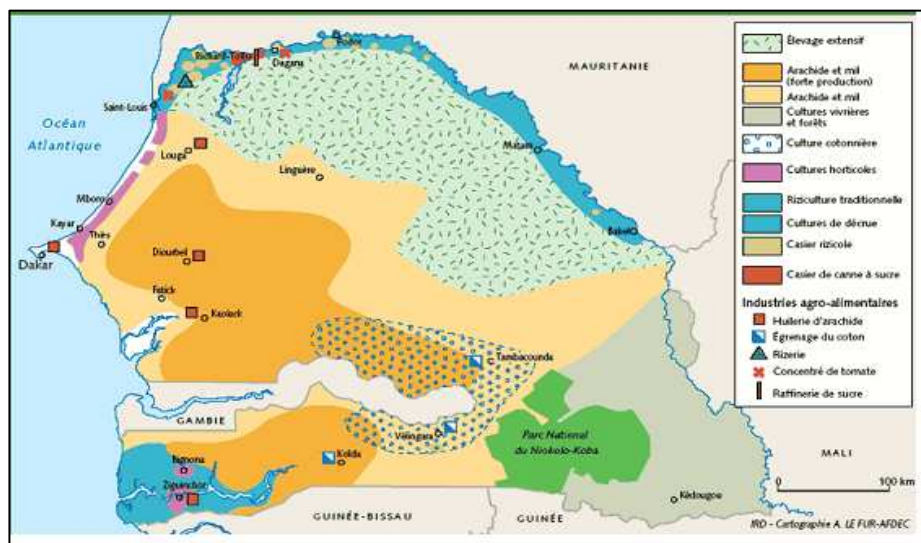 MAURITANIE
Océan
Atlantique
Richard-Toll
Dagana
Podor
Saint-Louis
Louga
Linguère
Matam
Mboro
Kayar
Thiès
Dakar
Diourbel
Bakel
Fatick
Kaolack
Tambacounda
GAMBIE
Vélingara
Parc National
du Niokolo-Koba
Bignona
Kolda
Ziguinchor
Kédougou
MALI
GUINÉE-BISSAU
GUINÉE
0
100 km
IRD - Cartographie A. LE FUR-AFDEC
Élevage extensif
Arachide et mil
(forte production)
Arachide et mil
Cultures vivrières
et forêts
Culture cotonnière
Cultures horticoles
Riziculture traditionnelle
Cultures de décrue
Casier rizicole
Casier de canne à sucre
Industries agro-alimentaires
Huilerie d'arachide
Égrenage du coton
Rizerie
Concentré de tomate
Raffinerie de sucre